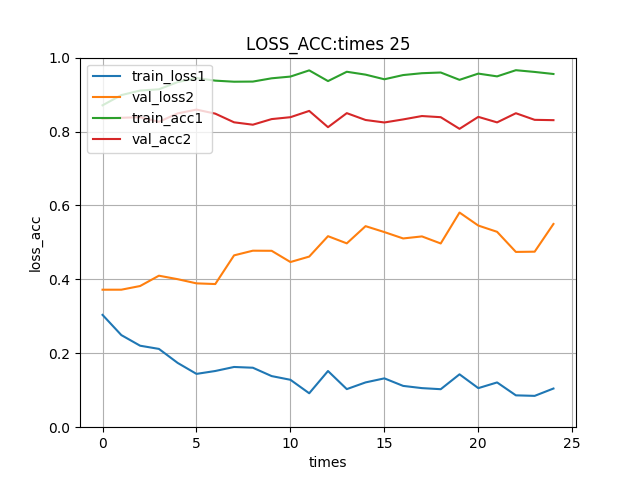 LOSS_ACC:times 25
1.0
0.8
0.6
0.4
0.2
0.0
loss_acc
train_loss1
val_loss2
train_acc1
val_acc2
0 5 10 15 20 25
times